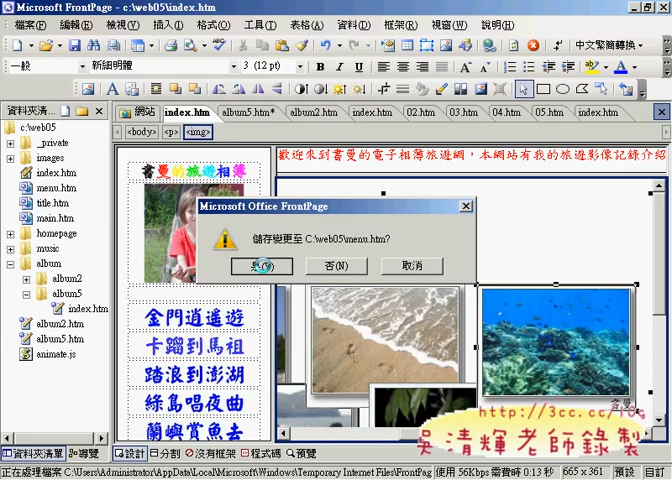 Microsoft FrontPage - c:\web05\index.htm
檔案(F) 編輯(E) 檢視(V) 插入(I) 格式(O) 工具(T) 表格(A) 資料(D) 框架(R) 視窗(W) 說明(H)
中文繁簡轉換
一般 新細明體 3 (12 pt) B I U
資料夾清...
c:\web05
_private
images
index.htm
menu.htm
title.htm
main.htm
homepage
music
album
album2
album5
index.htm
album2.htm
album5.htm
animate.js
網站 index.htm album5.htm* album2.htm 02.htm 03.htm 04.htm 05.htm index.htm
<body> <p> <img>
書曼的旅遊相簿
歡迎來到書曼的電子相簿旅遊網，本網站有我的旅遊影像記錄介紹
Microsoft Office FrontPage
儲存變更至 C:\web05\menu.htm?
是(Y) 否(N) 取消
金門逍遙遊
卡蹓到馬祖
踏浪到澎湖
綠島唱夜曲
蘭嶼賞魚去
書曼
http://3cc.cc/10g
吳清輝老師錄製
資料夾清單 導覽 設計 分割 沒有框架 程式碼 預覽
正在處理檔案 C:\Users\Administrator\AppData\Local\Microsoft\Windows\Temporary Internet Files\FrontPag 使用 56Kbps 需費時 0:13 秒 665 x 361 預設 自訂